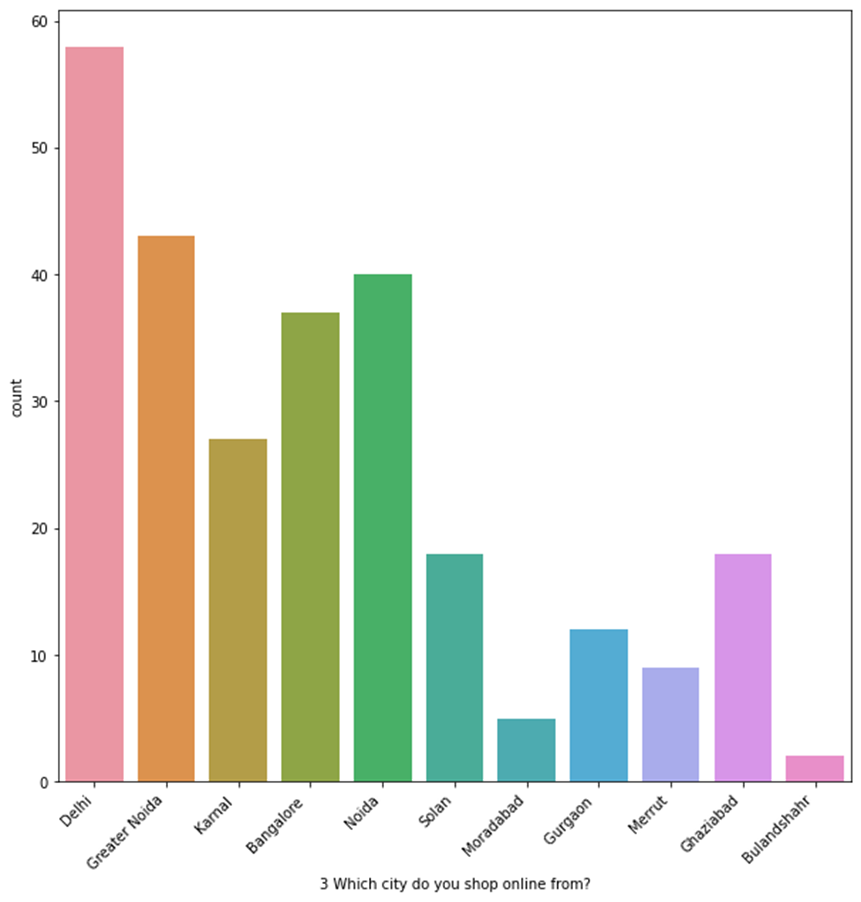 60
50
40
30
20
10
0
count
Delhi
Greater Noida
Karnal
Bangalore
Noida
Solan
Moradabad
Gurgaon
Merrut
Ghaziabad
Bulandshahr
3 Which city do you shop online from?